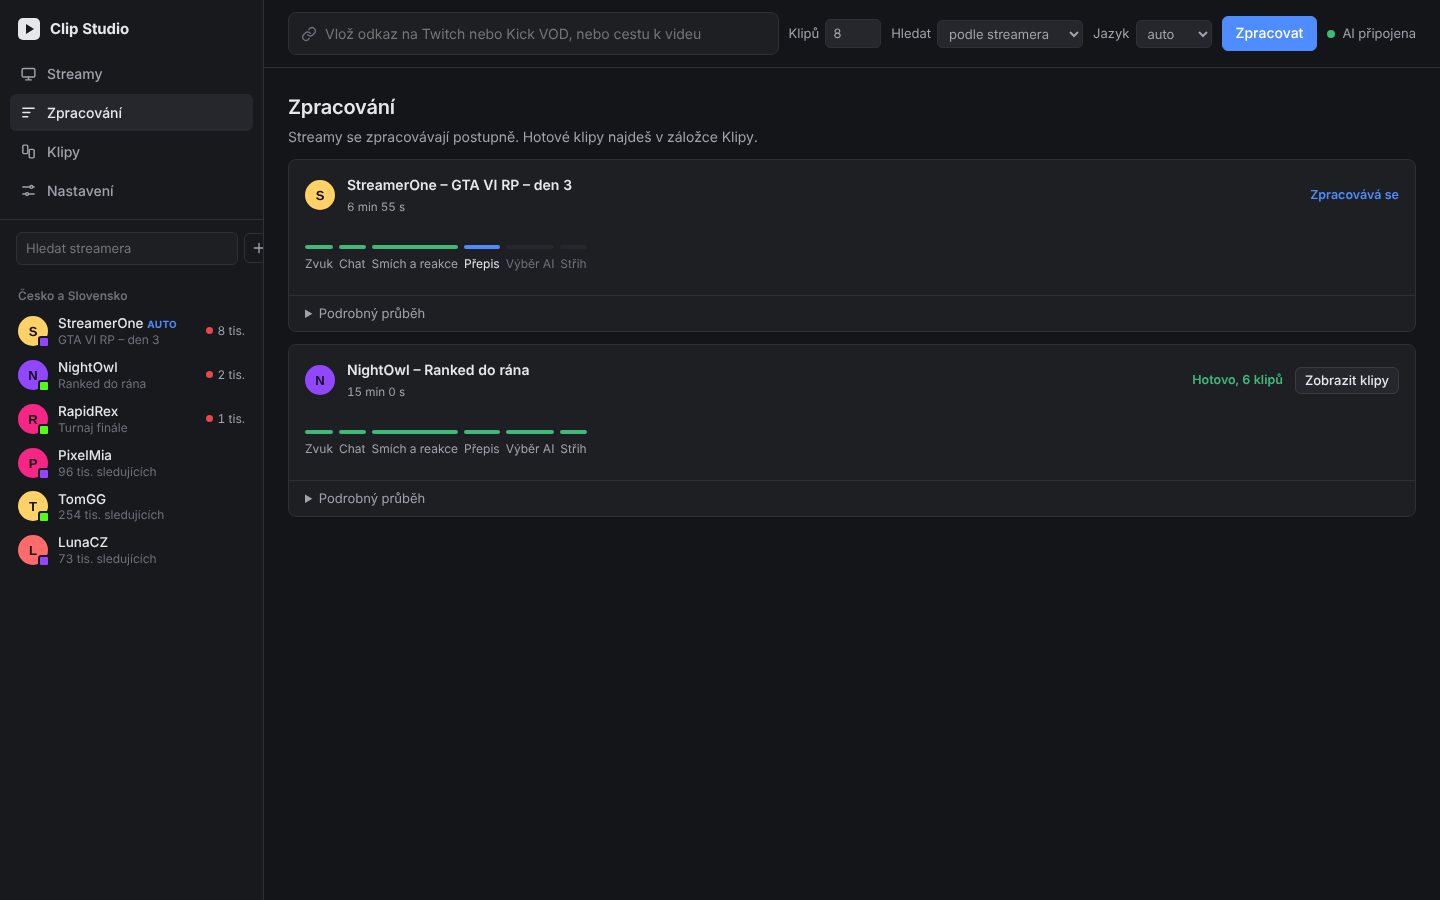 Clip Studio
Streamy
Zpracování
Klipy
Nastavení
Hledat streamera
+
Česko a Slovensko
S StreamerOne AUTO 8 tis.
GTA VI RP – den 3
N NightOwl 2 tis.
Ranked do rána
R RapidRex 1 tis.
Turnaj finále
P PixelMia
96 tis. sledujících
T TomGG
254 tis. sledujících
L LunaCZ
73 tis. sledujících
Vlož odkaz na Twitch nebo Kick VOD, nebo cestu k videu Klipů 8 Hledat podle streamera Jazyk auto Zpracovat AI připojena
Zpracování
Streamy se zpracovávají postupně. Hotové klipy najdeš v záložce Klipy.
S StreamerOne – GTA VI RP – den 3
6 min 55 s
Zpracovává se
Zvuk Chat Smích a reakce Přepis Výběr AI Střih
Podrobný průběh
N NightOwl – Ranked do rána
15 min 0 s
Hotovo, 6 klipů Zobrazit klipy
Zvuk Chat Smích a reakce Přepis Výběr AI Střih
Podrobný průběh